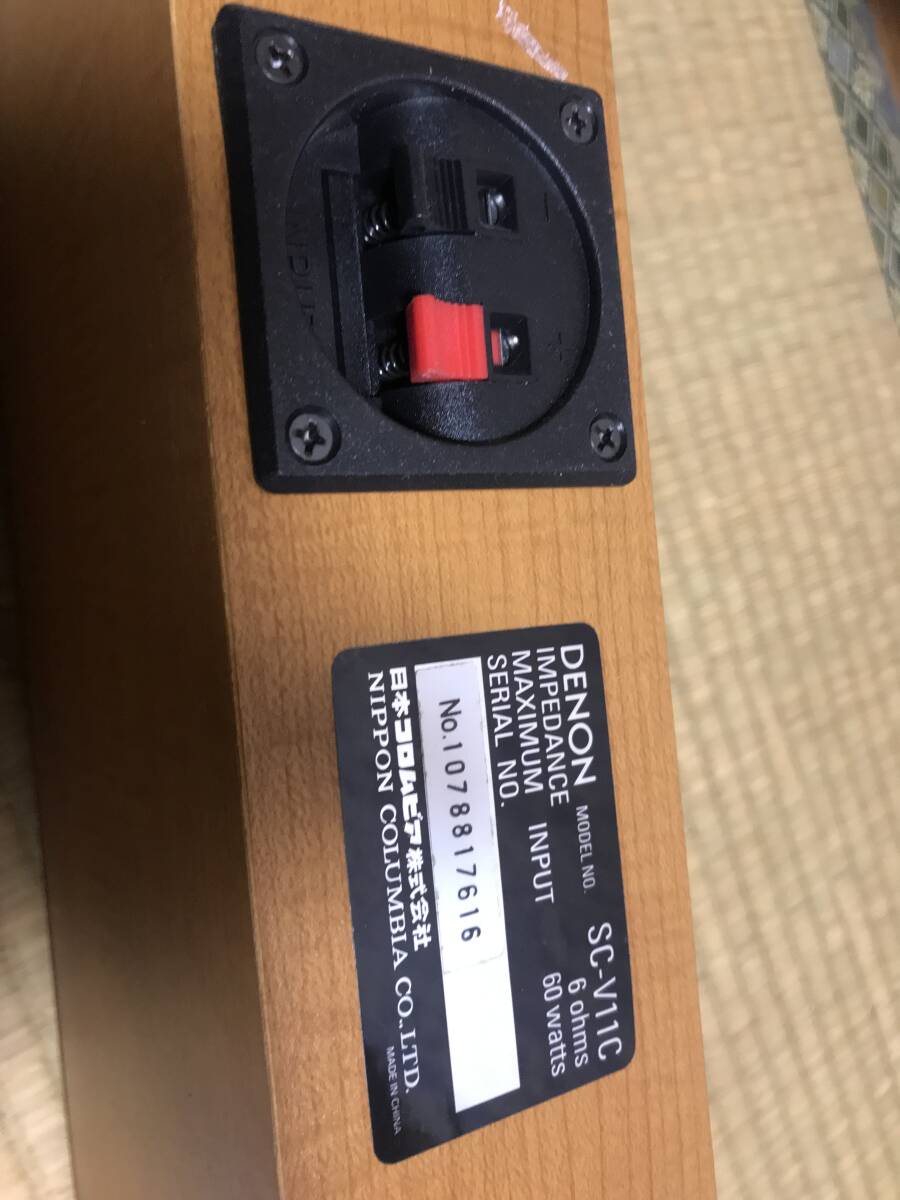 INPUT
− +
DENON MODEL NO. SC-V11C
IMPEDANCE 6 ohms
MAXIMUM INPUT 60 watts
SERIAL NO.
No.1078817616
日本コロムビア株式会社
NIPPON COLUMBIA CO.,LTD.
MADE IN CHINA